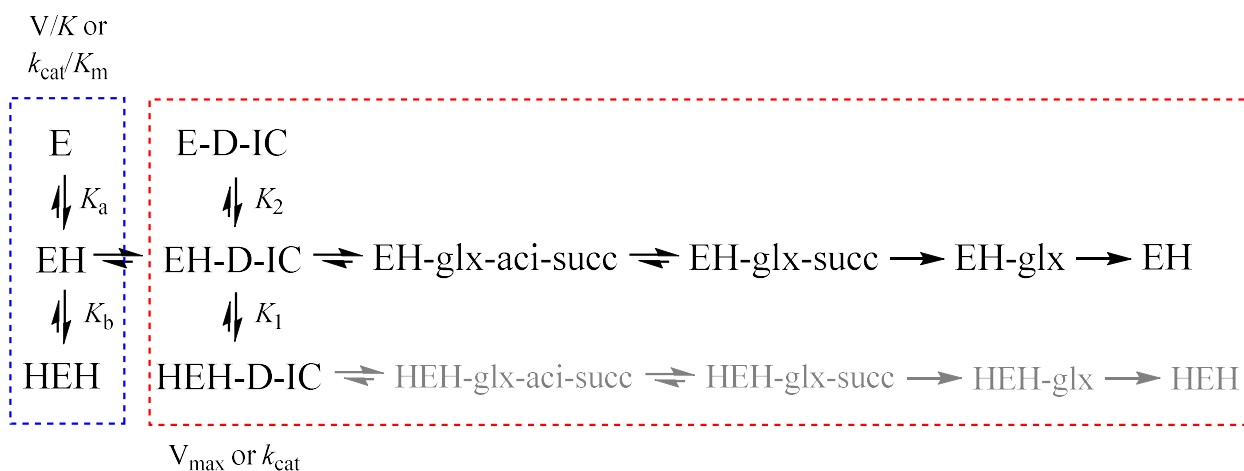 V/K or
kcat/Km
E E-D-IC
Ka K2
EH EH-D-IC EH-glx-aci-succ EH-glx-succ EH-glx EH
Kb K1
HEH HEH-D-IC HEH-glx-aci-succ HEH-glx-succ HEH-glx HEH
Vmax or kcat